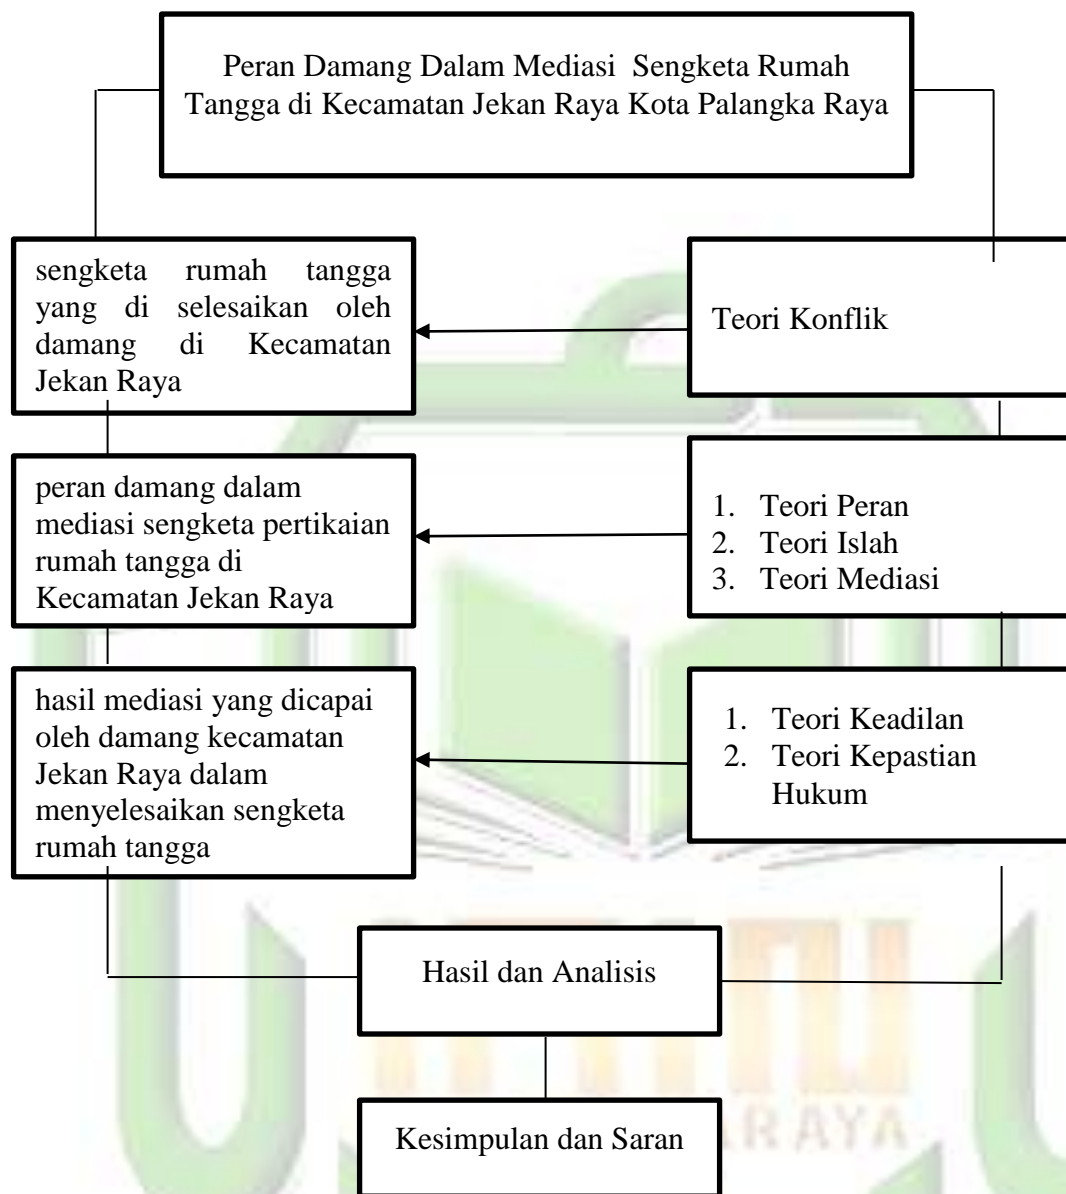 Peran Damang Dalam Mediasi Sengketa Rumah
Tangga di Kecamatan Jekan Raya Kota Palangka Raya
sengketa rumah tangga
yang di selesaikan oleh
damang di Kecamatan
Jekan Raya
Teori Konflik
peran damang dalam
mediasi sengketa pertikaian
rumah tangga di
Kecamatan Jekan Raya
1. Teori Peran
2. Teori Islah
3. Teori Mediasi
hasil mediasi yang dicapai
oleh damang kecamatan
Jekan Raya dalam
menyelesaikan sengketa
rumah tangga
1. Teori Keadilan
2. Teori Kepastian
Hukum
Hasil dan Analisis
Kesimpulan dan Saran
ARAYA